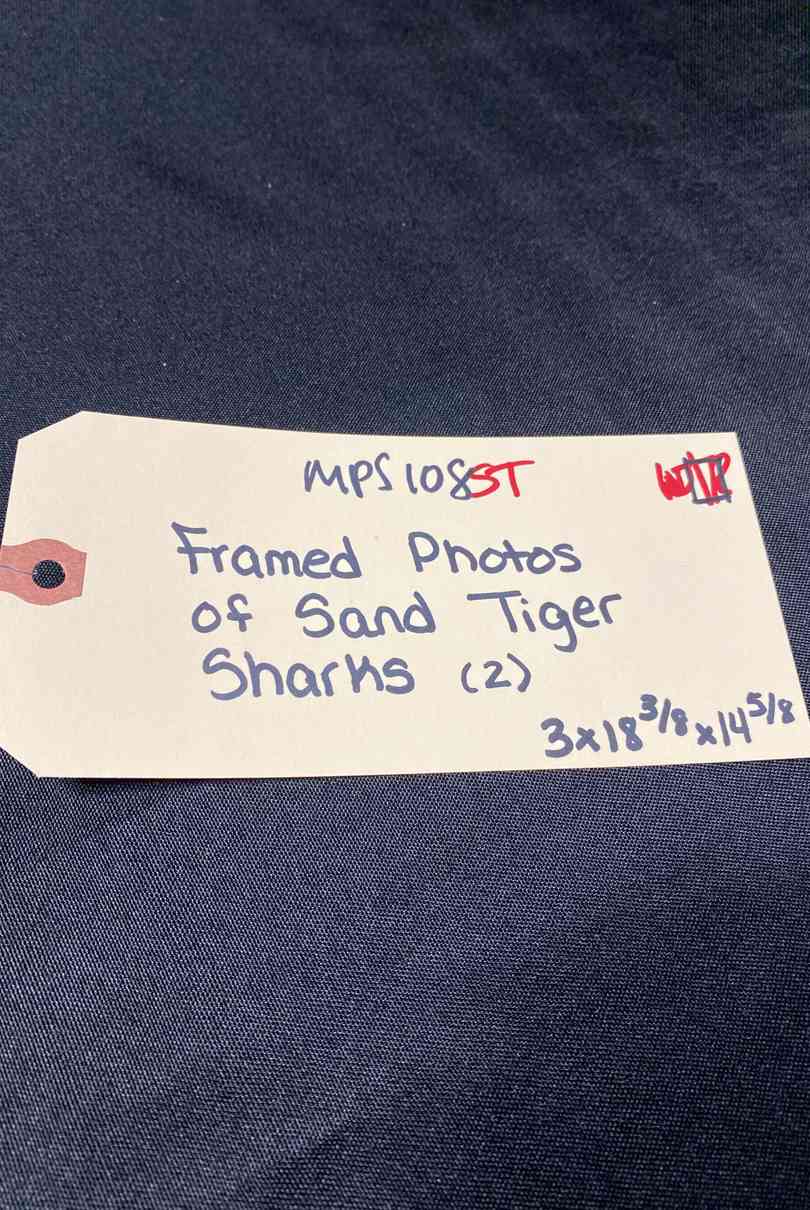 MPS108ST
Framed Photos
of Sand Tiger
Sharks (2)
3x18 3/8 x14 5/8